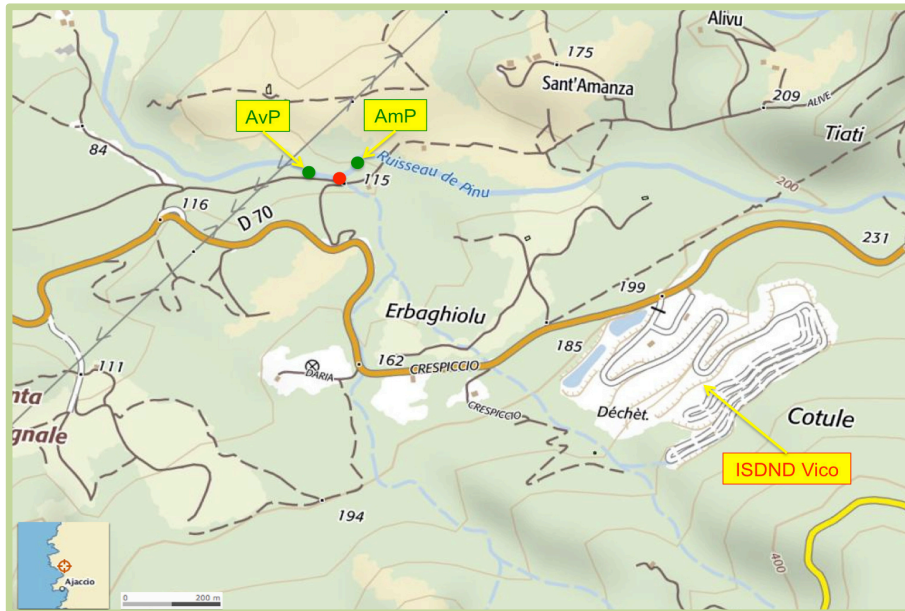 Alivu
175
Sant'Amanza
209
ALIVE
AvP
AmP
Tiati
84
Ruisseau de Pinu
115
200
116
D 70
231
199
Erbaghiolu
185
162
CRESPICCIO
DARIA
111
CRESPICCIO
Déchèt.
Cotule
nta
gnale
ISDND Vico
194
400
Ajaccio
0
200 m